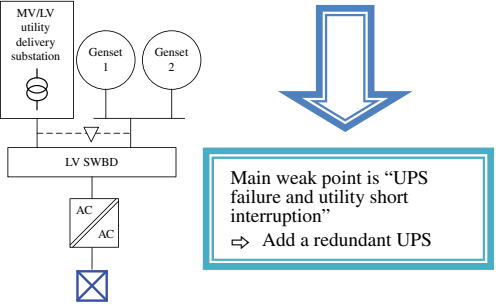 MV/LV
utility
delivery
substation
Genset
1
Genset
2
LV SWBD
AC
AC
Main weak point is “UPS
failure and utility short
interruption”
⇨ Add a redundant UPS